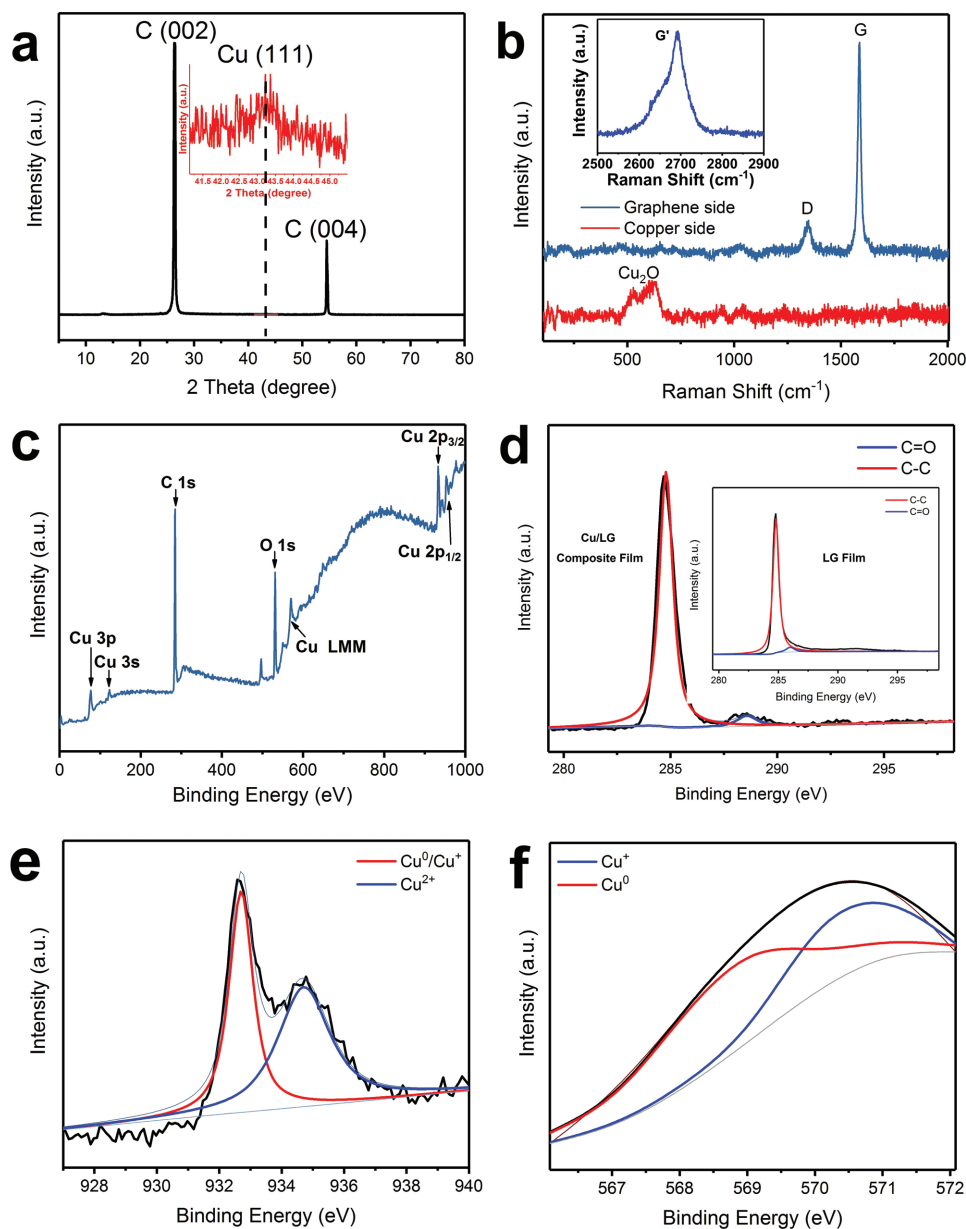 a
C (002)
Cu (111)
Intensity (a.u.)
41.5 42.0 42.5 43.0 43.5 44.0 44.5 45.0
2 Theta (degree)
C (004)
Intensity (a.u.)
10 20 30 40 50 60 70 80
2 Theta (degree)
b
G'
Intensity (a.u.)
2500 2600 2700 2800 2900
Raman Shift (cm⁻¹)
G
D
Graphene side
Copper side
Cu₂O
Intensity (a.u.)
500 1000 1500 2000
Raman Shift (cm⁻¹)
c
Cu 2p₃/₂
C 1s
O 1s
Cu 2p₁/₂
Cu 3p
Cu 3s
Cu LMM
Intensity (a.u.)
0 200 400 600 800 1000
Binding Energy (eV)
d
C=O
C-C
Cu/LG
Composite Film
C-C
C=O
LG Film
Intensity (a.u.)
280 285 290 295
Binding Energy (eV)
Intensity (a.u.)
280 285 290 295
Binding Energy (eV)
e
Cu⁰/Cu⁺
Cu²⁺
Intensity (a.u.)
928 930 932 934 936 938 940
Binding Energy (eV)
f
Cu⁺
Cu⁰
Intensity (a.u.)
567 568 569 570 571 572
Binding Energy (eV)